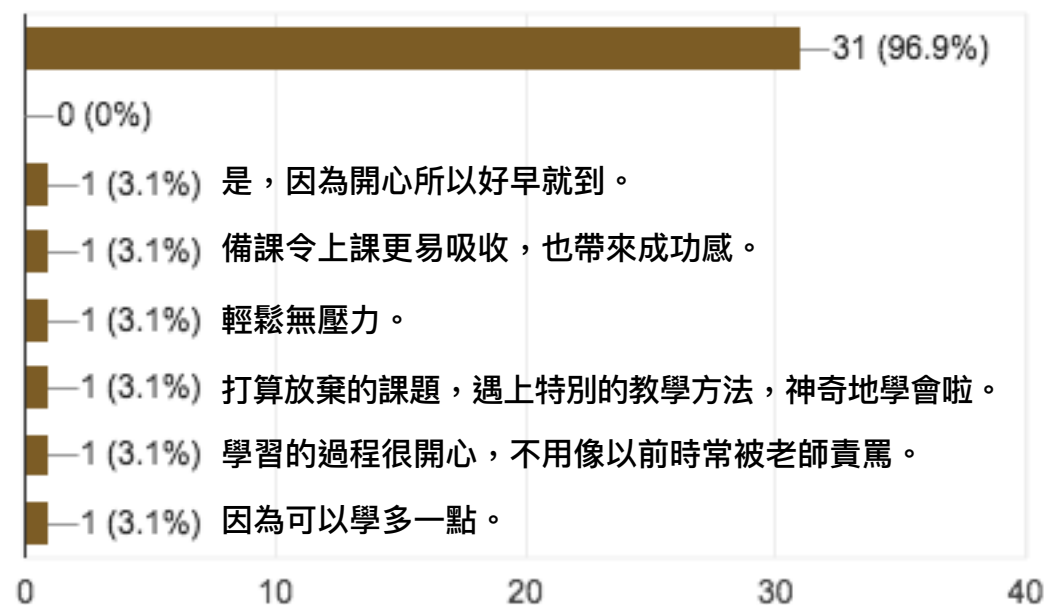 31 (96.9%)
0 (0%)
1 (3.1%) 是，因為開心所以好早就到。
1 (3.1%) 備課令上課更易吸收，也帶來成功感。
1 (3.1%) 輕鬆無壓力。
1 (3.1%) 打算放棄的課題，遇上特別的教學方法，神奇地學會啦。
1 (3.1%) 學習的過程很開心，不用像以前時常被老師責罵。
1 (3.1%) 因為可以學多一點。
0 10 20 30 40